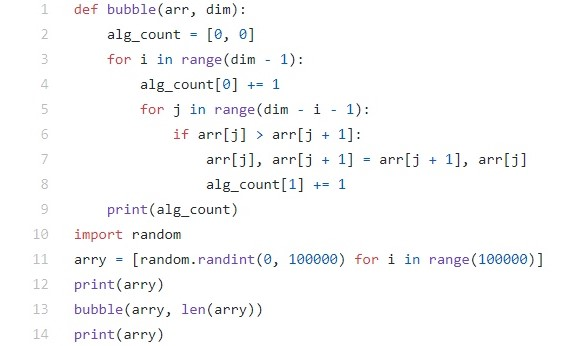 1 def bubble(arr, dim):
2     alg_count = [0, 0]
3     for i in range(dim - 1):
4         alg_count[0] += 1
5         for j in range(dim - i - 1):
6             if arr[j] > arr[j + 1]:
7                 arr[j], arr[j + 1] = arr[j + 1], arr[j]
8                 alg_count[1] += 1
9     print(alg_count)
10 import random
11 arry = [random.randint(0, 100000) for i in range(100000)]
12 print(arry)
13 bubble(arry, len(arry))
14 print(arry)